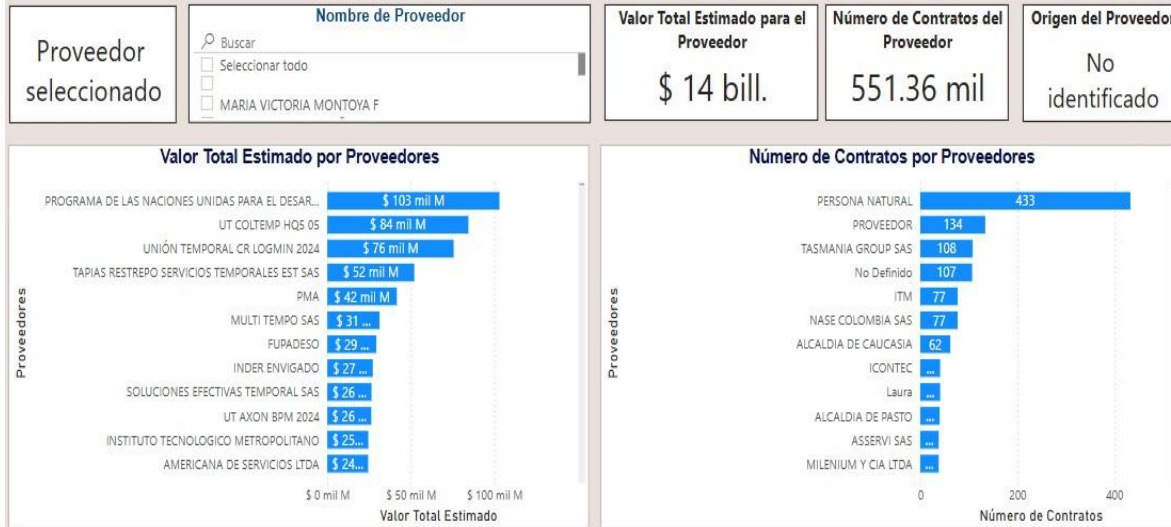 Proveedor
seleccionado
Nombre de Proveedor
Buscar
Seleccionar todo
MARIA VICTORIA MONTOYA F
Valor Total Estimado para el
Proveedor
$ 14 bill.
Número de Contratos del
Proveedor
551.36 mil
Origen del Proveedor
No
identificado
Valor Total Estimado por Proveedores
Proveedores
PROGRAMA DE LAS NACIONES UNIDAS PARA EL DESAR... $ 103 mil M
UT COLTEMP HQS 05 $ 84 mil M
UNIÓN TEMPORAL CR LOGMIN 2024 $ 76 mil M
TAPIAS RESTREPO SERVICIOS TEMPORALES EST SAS $ 52 mil M
PMA $ 42 mil M
MULTI TEMPO SAS $ 31 ...
FUPADESO $ 29 ...
INDER ENVIGADO $ 27 ...
SOLUCIONES EFECTIVAS TEMPORAL SAS $ 26 ...
UT AXON BPM 2024 $ 26 ...
INSTITUTO TECNOLOGICO METROPOLITANO $ 25...
AMERICANA DE SERVICIOS LTDA $ 24...
$ 0 mil M $ 50 mil M $ 100 mil M
Valor Total Estimado
Número de Contratos por Proveedores
Proveedores
PERSONA NATURAL 433
PROVEEDOR 134
TASMANIA GROUP SAS 108
No Definido 107
ITM 77
NASE COLOMBIA SAS 77
ALCALDIA DE CAUCASIA 62
ICONTEC ...
Laura ...
ALCALDIA DE PASTO ...
ASSERVI SAS ...
MILENIUM Y CIA LTDA ...
0 200 400
Número de Contratos